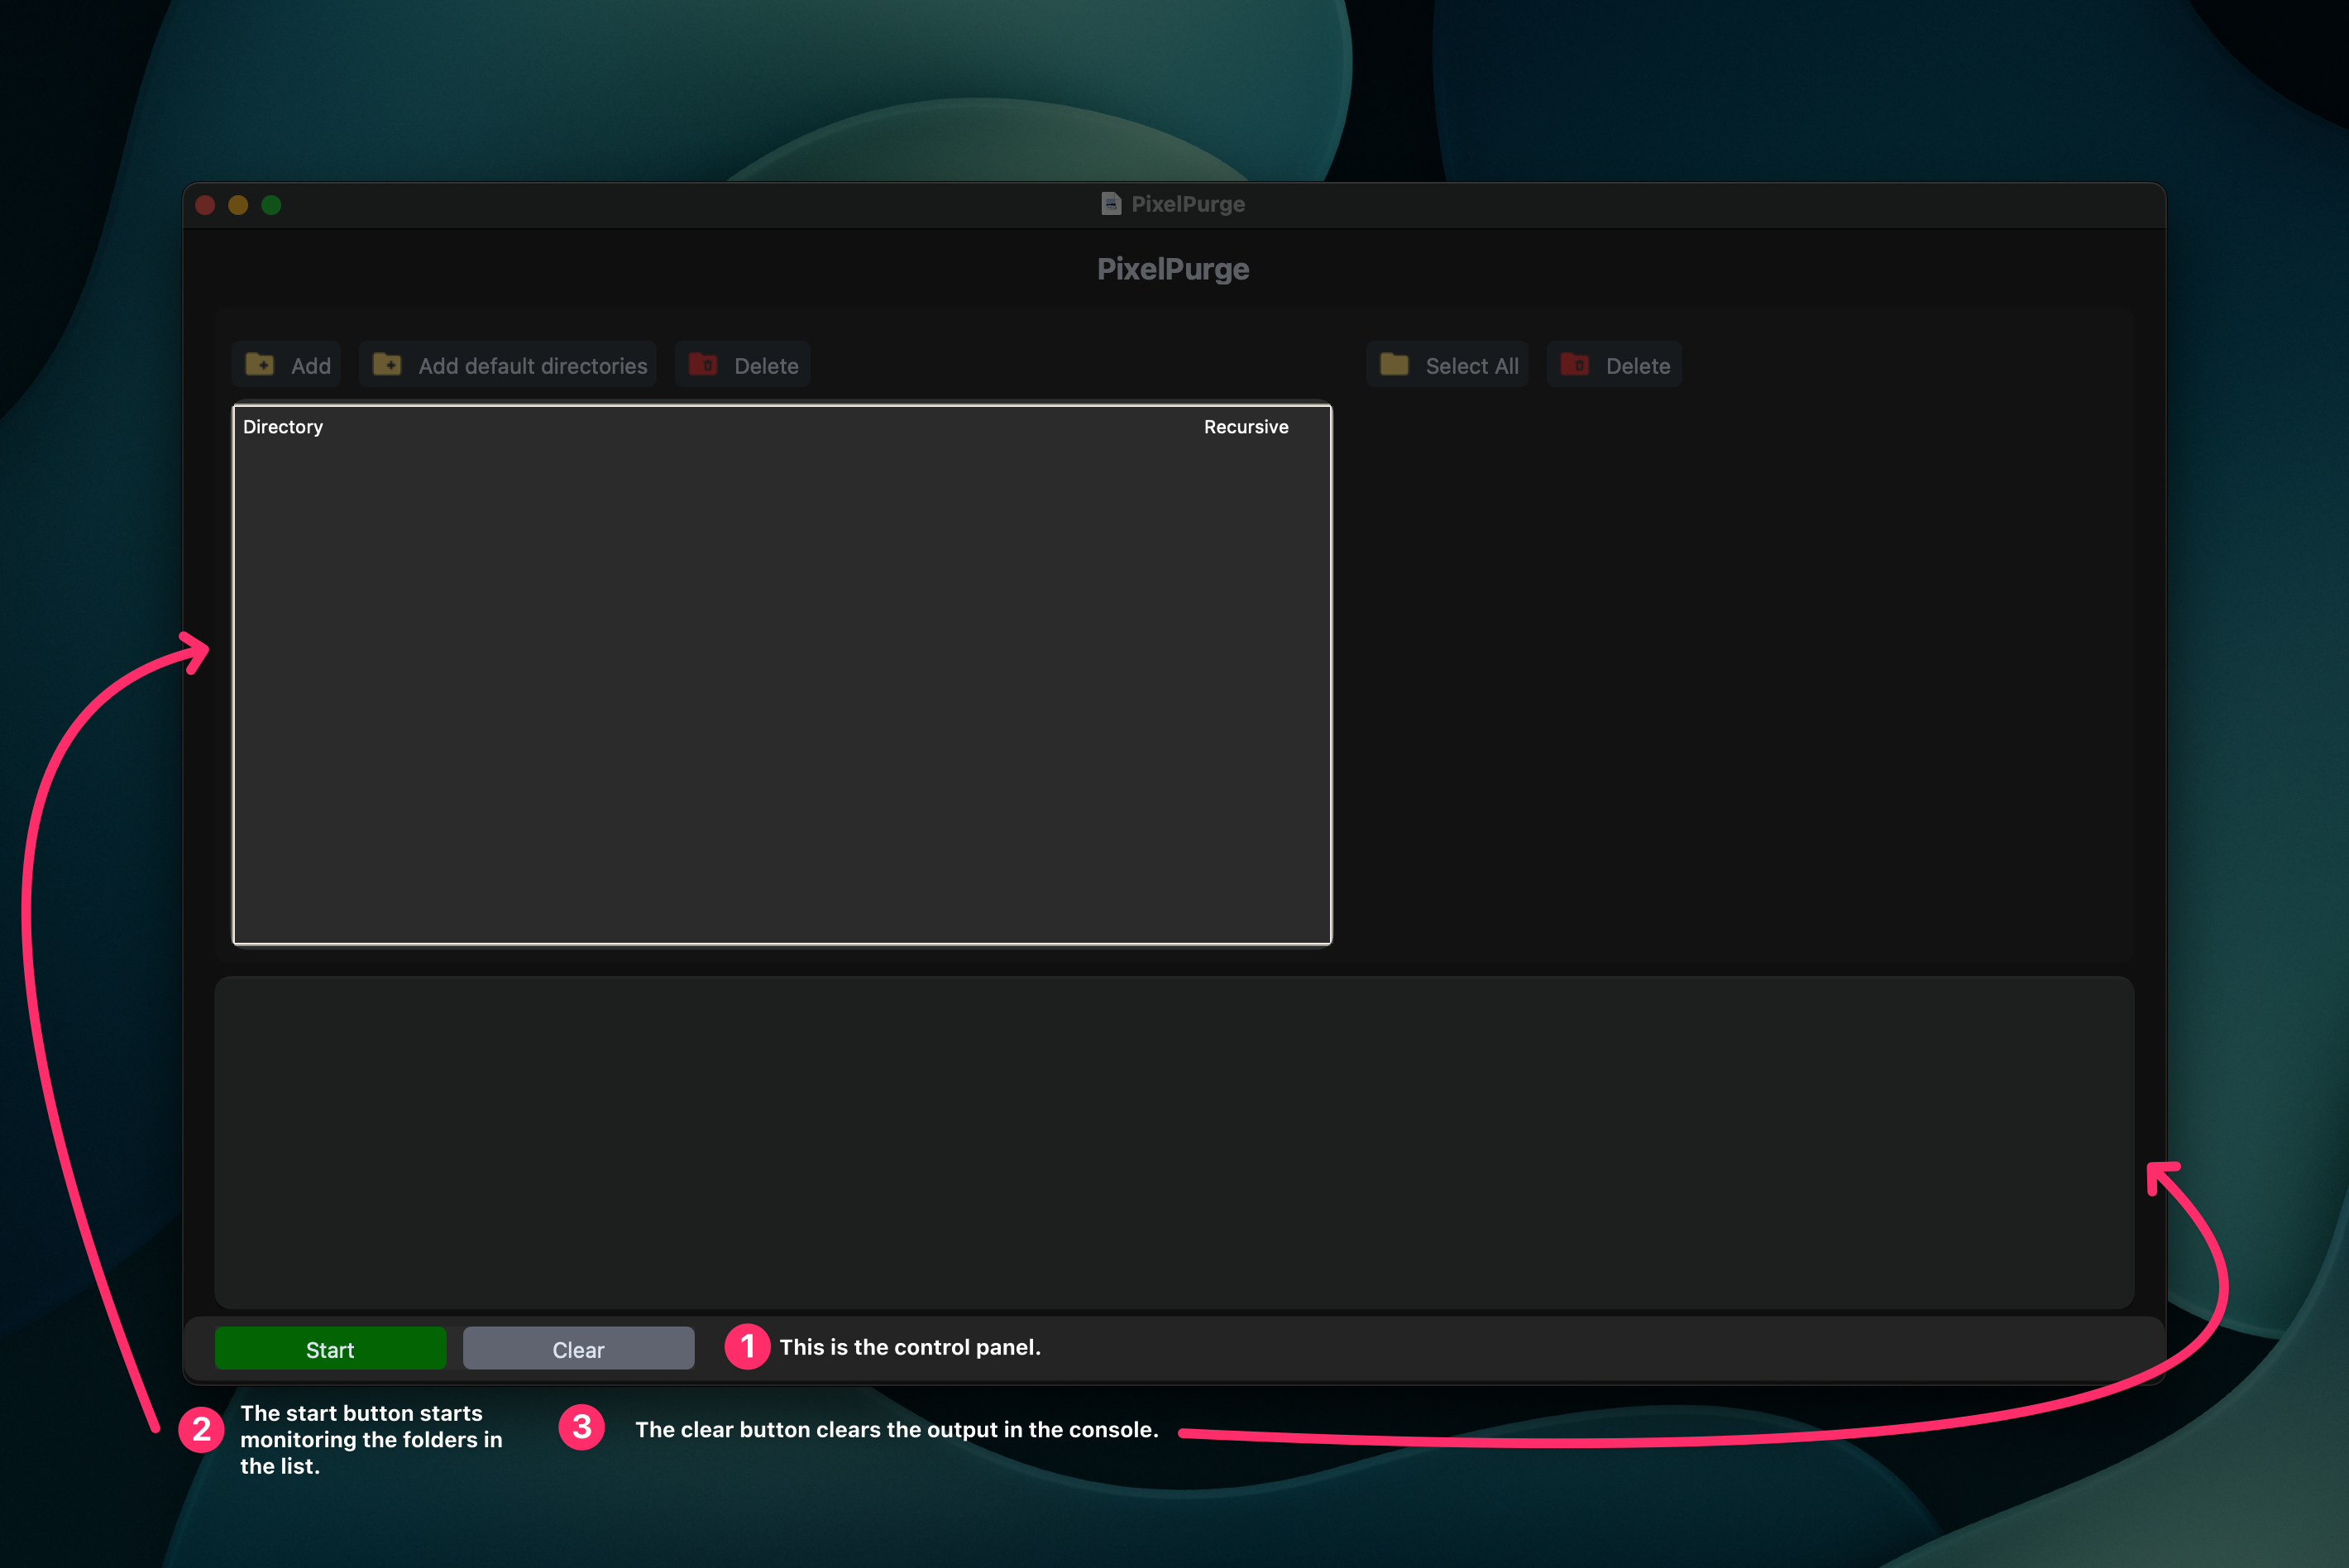 PixelPurge
PixelPurge
Add
Add default directories
Delete
Select All
Delete
Directory
Recursive
Start
Clear
1
This is the control panel.
2
The start button starts
monitoring the folders in
the list.
3
The clear button clears the output in the console.